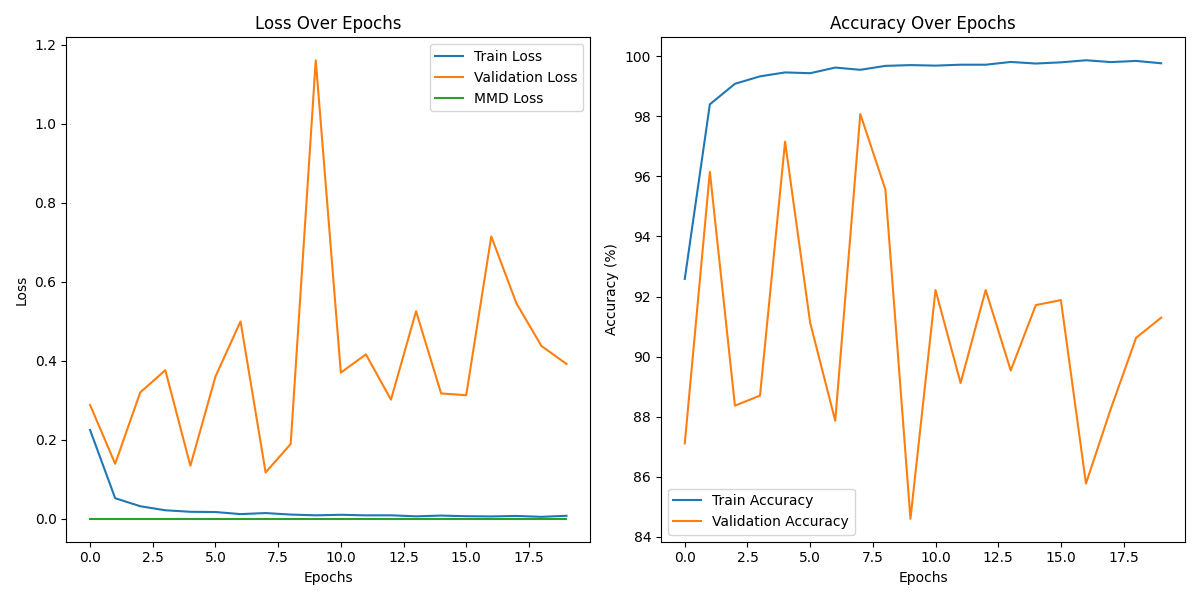 Loss Over Epochs
1.2
1.0
0.8
0.6
0.4
0.2
0.0
Loss
Train Loss
Validation Loss
MMD Loss
0.0 2.5 5.0 7.5 10.0 12.5 15.0 17.5
Epochs
Accuracy Over Epochs
100
98
96
94
92
90
88
86
84
Accuracy (%)
Train Accuracy
Validation Accuracy
0.0 2.5 5.0 7.5 10.0 12.5 15.0 17.5
Epochs